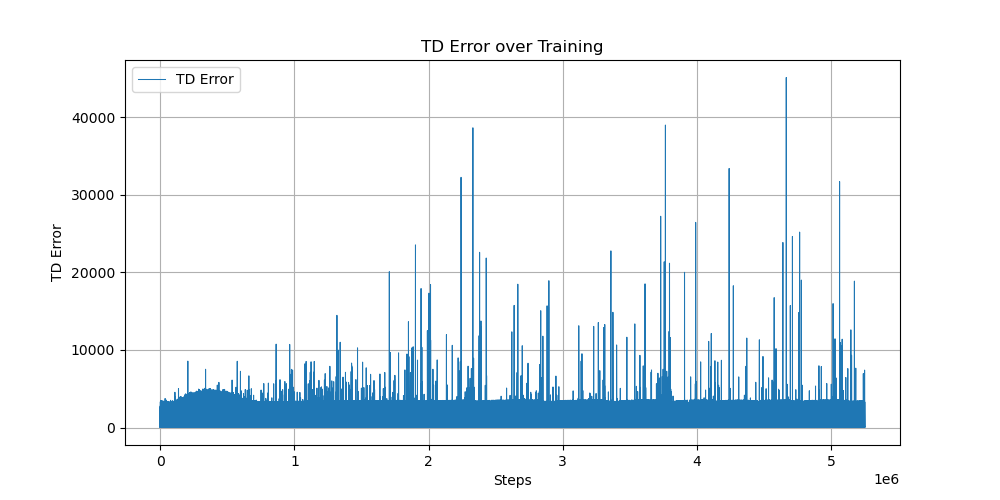 TD Error over Training
TD Error
40000
30000
20000
10000
0
TD Error
0
1
2
3
4
5
1e6
Steps